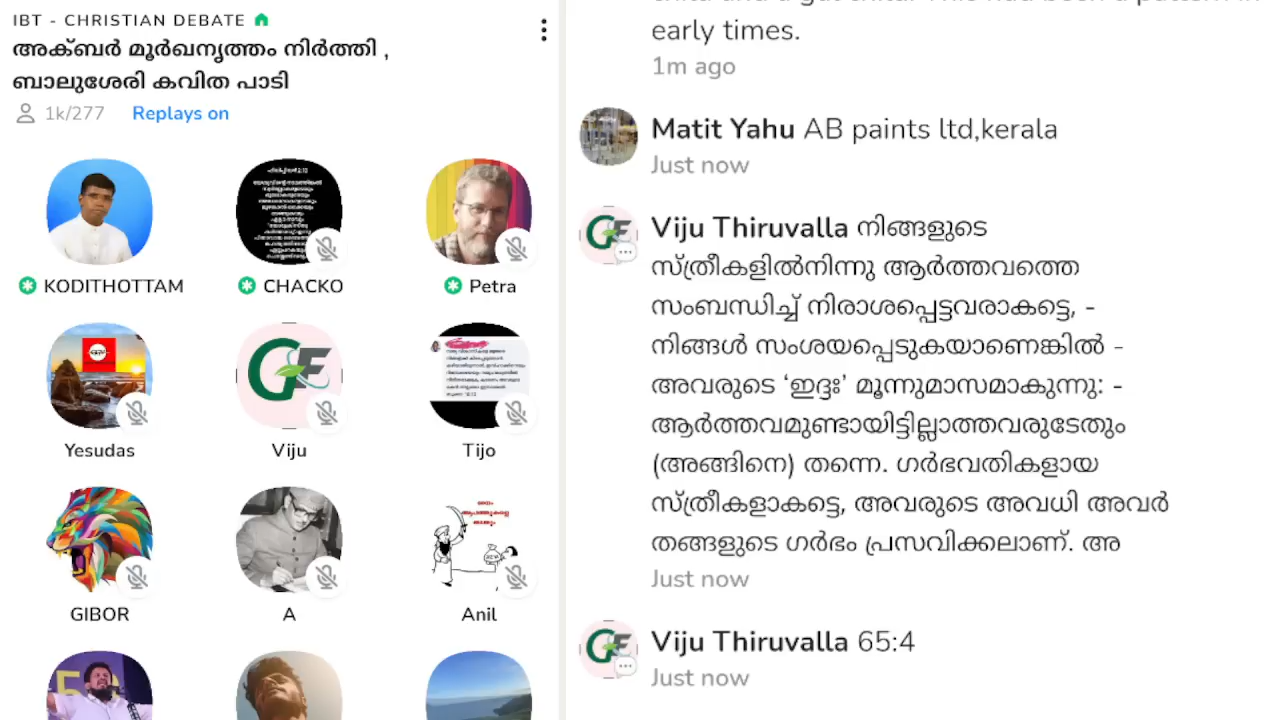 IBT - CHRISTIAN DEBATE
അക്ബർ മൂർഖനൃത്തം നിർത്തി ,
ബാലുശേരി കവിത പാടി
1k/277 Replays on
KODITHOTTAM CHACKO Petra
Yesudas Viju Tijo
GIBOR A Anil
early times.
1m ago
Matit Yahu AB paints ltd,kerala
Just now
Viju Thiruvalla നിങ്ങളുടെ
സ്ത്രീകളിൽനിന്നു ആർത്തവത്തെ
സംബന്ധിച്ച് നിരാശപ്പെട്ടവരാകട്ടെ, -
നിങ്ങൾ സംശയപ്പെടുകയാണെങ്കിൽ -
അവരുടെ ‘ഇദ്ദഃ’ മൂന്നുമാസമാകുന്നു: -
ആർത്തവമുണ്ടായിട്ടില്ലാത്തവരുടേതും
(അങ്ങിനെ) തന്നെ. ഗർഭവതികളായ
സ്ത്രീകളാകട്ടെ, അവരുടെ അവധി അവർ
തങ്ങളുടെ ഗർഭം പ്രസവിക്കലാണ്. അ
Just now
Viju Thiruvalla 65:4
Just now